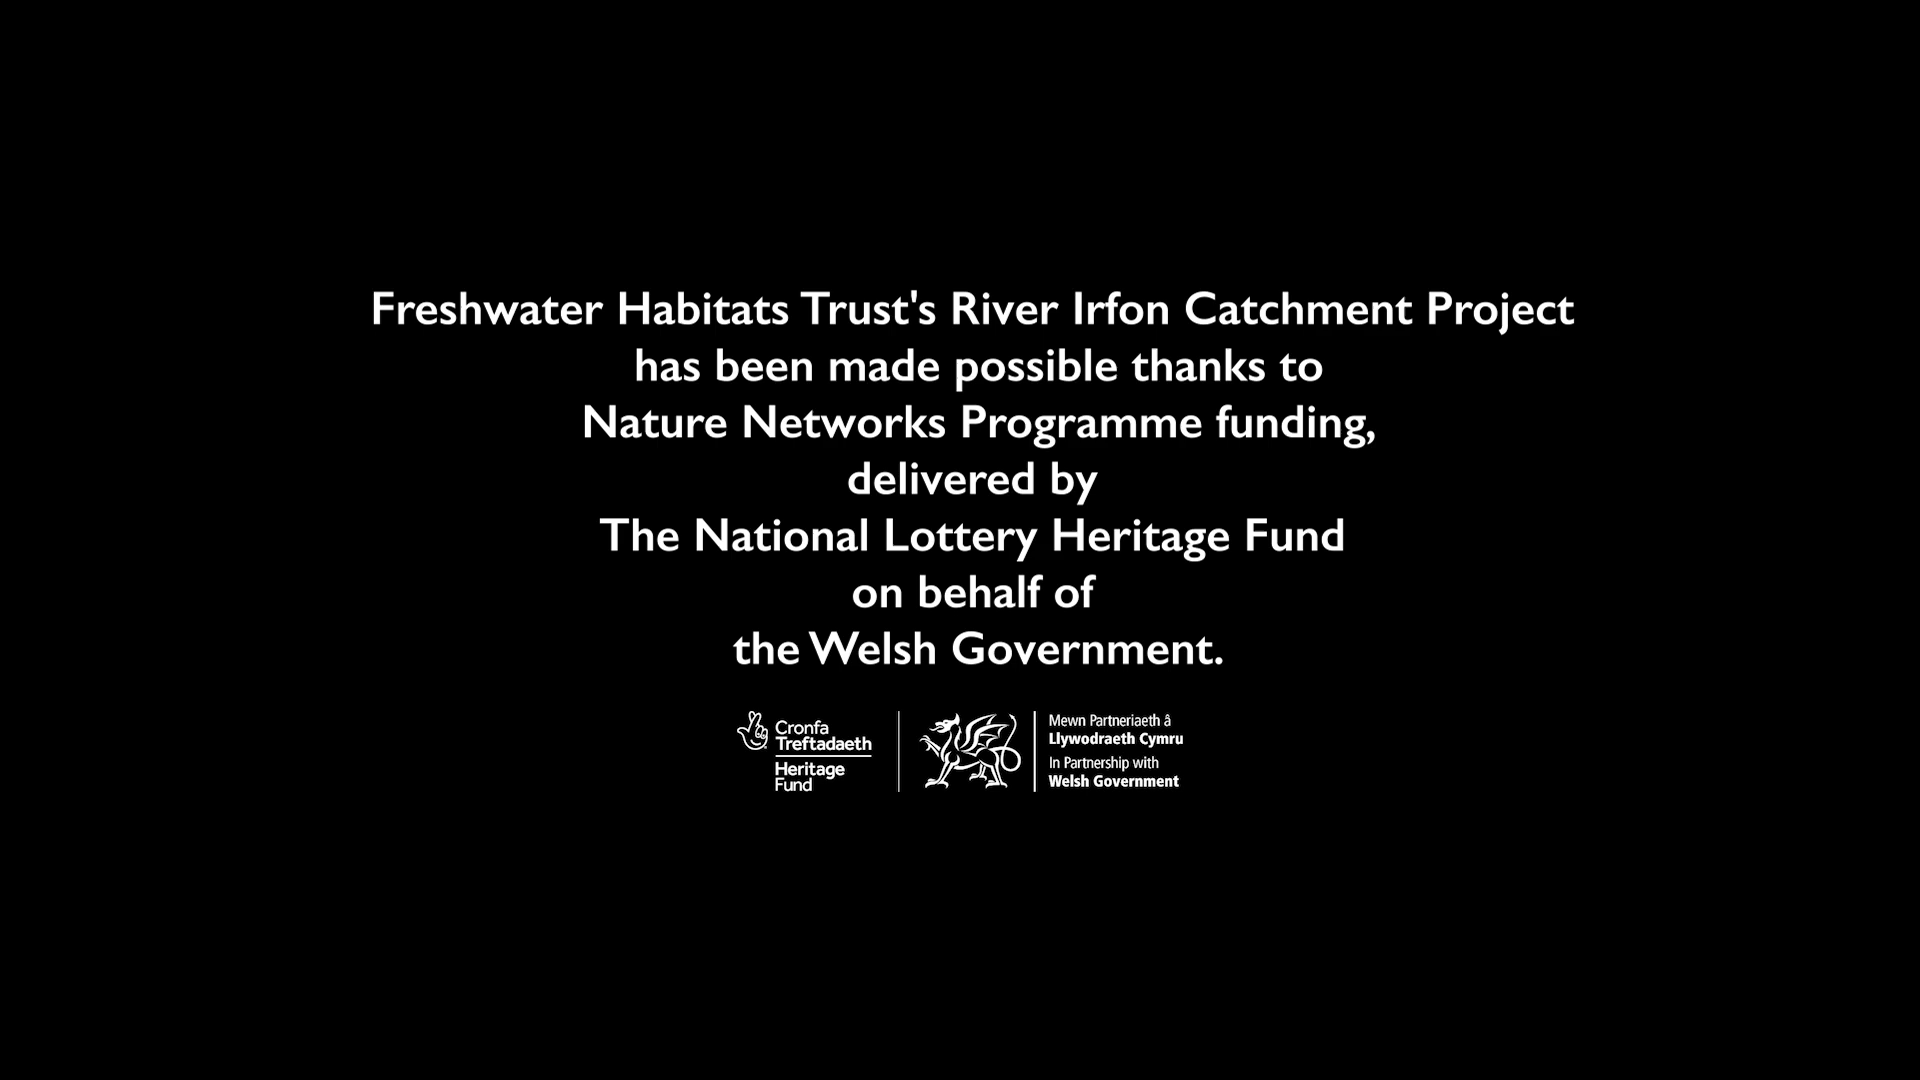 Freshwater Habitats Trust's River Irfon Catchment Project
has been made possible thanks to
Nature Networks Programme funding,
delivered by
The National Lottery Heritage Fund
on behalf of
the Welsh Government.
Cronfa
Treftadaeth
Heritage
Fund
Mewn Partneriaeth â
Llywodraeth Cymru
In Partnership with
Welsh Government